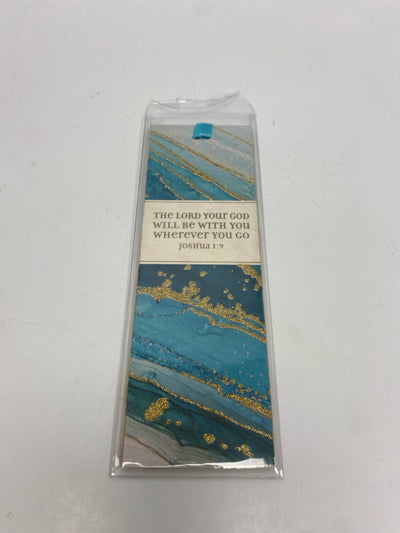 THE LORD YOUR GOD
WILL BE WITH YOU
WHEREVER YOU GO
JOSHUA 1:9